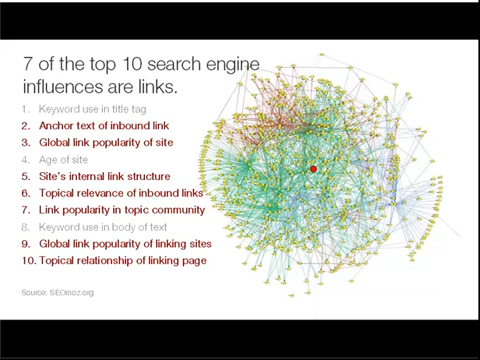 7 of the top 10 search engine
influences are links.
1. Keyword use in title tag
2. Anchor text of inbound link
3. Global link popularity of site
4. Age of site
5. Site's internal link structure
6. Topical relevance of inbound links
7. Link popularity in topic community
8. Keyword use in body of text
9. Global link popularity of linking sites
10. Topical relationship of linking page
Source: SEOmoz.org